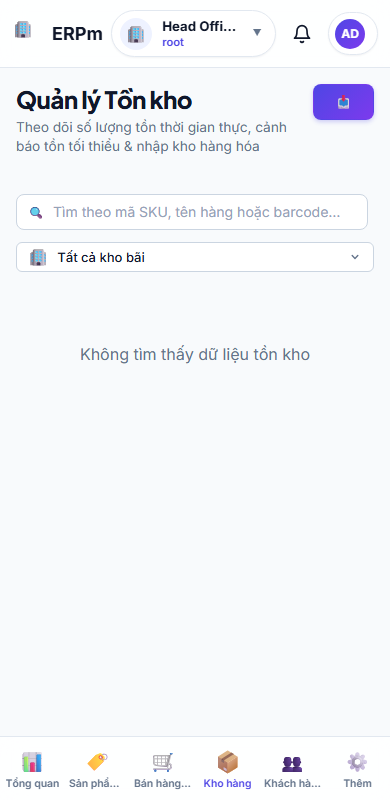 ERPm
Head Offi...
root
AD
Quản lý Tồn kho
Theo dõi số lượng tồn thời gian thực, cảnh
báo tồn tối thiểu & nhập kho hàng hóa
Tìm theo mã SKU, tên hàng hoặc barcode...
Tất cả kho bãi
Không tìm thấy dữ liệu tồn kho
Tổng quan
Sản phẩ...
Bán hàng...
Kho hàng
Khách hà...
Thêm